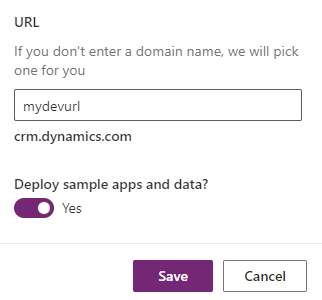 URL
If you don't enter a domain name, we will pick
one for you
mydevurl
crm.dynamics.com
Deploy sample apps and data?
Yes
Save Cancel